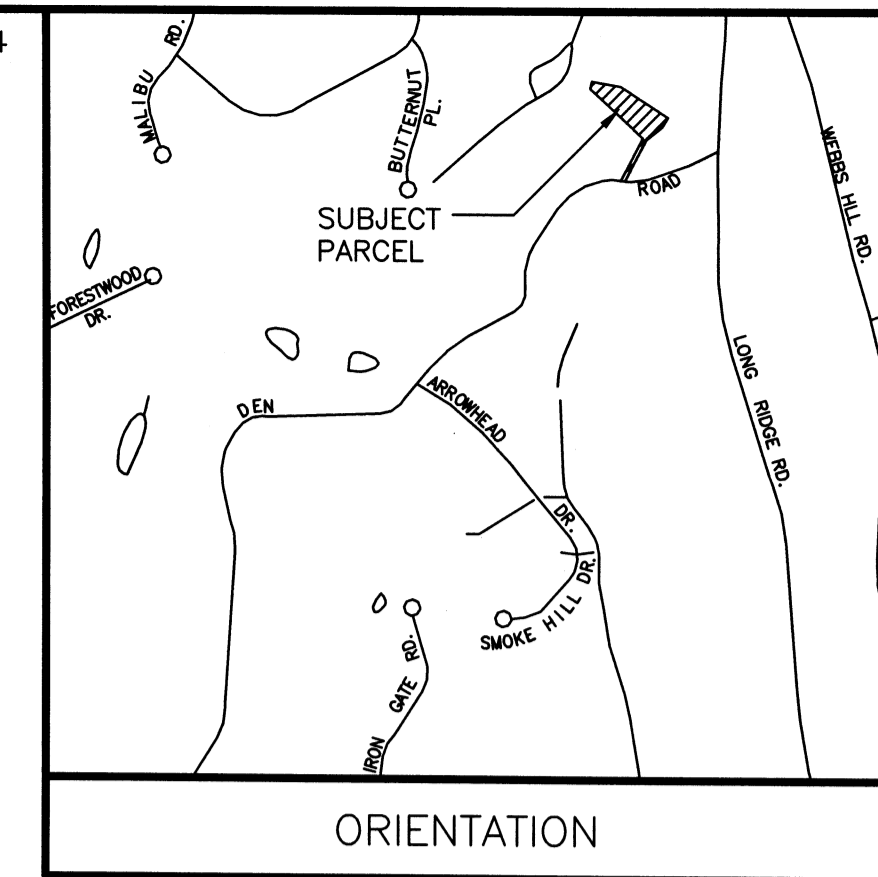 4
MALIBU RD.
BUTTERNUT
PL.
ROAD
WEBBS HLL RD.
SUBJECT
PARCEL
FORESTWOOD
DR.
LONG RIDGE RD.
DEN
ARROWHEAD
DR.
SMOKE HILL DR.
IRON GATE RD.
ORIENTATION